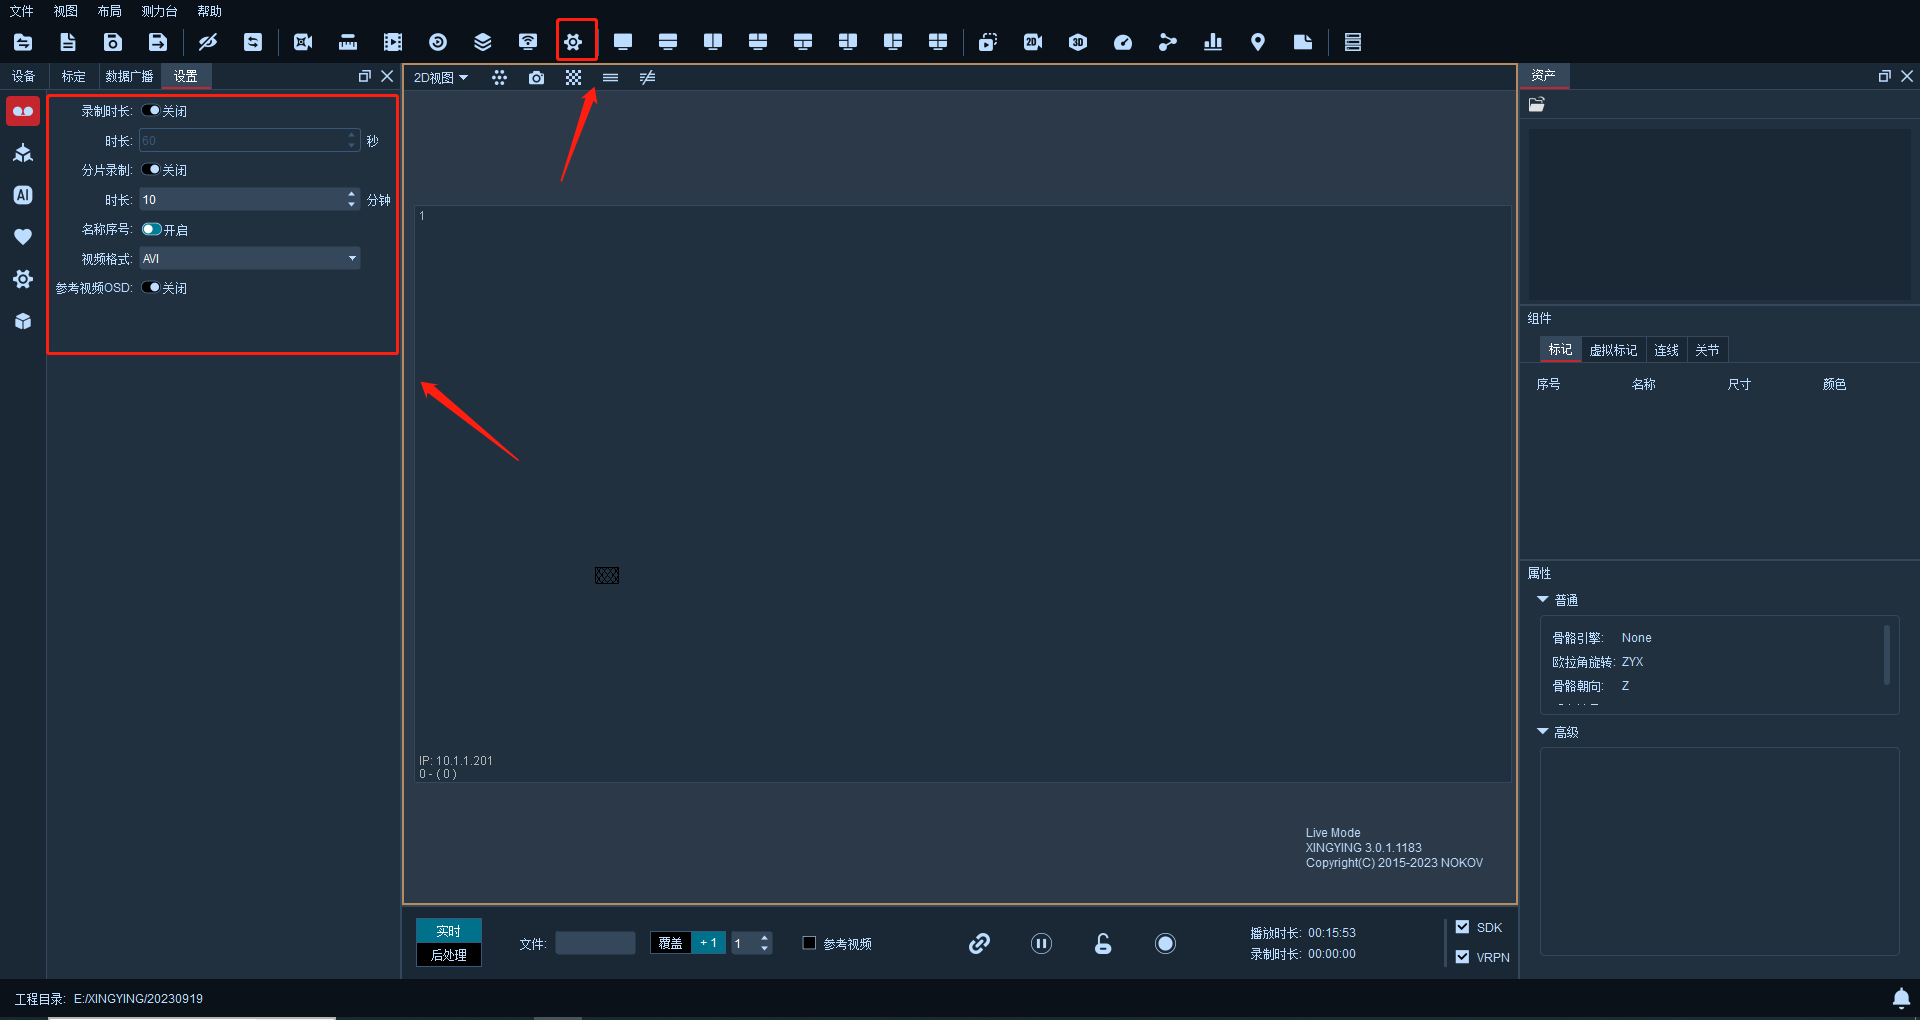 文件 视图 布局 测力台 帮助
2D 3D
设备 标定 数据广播 设置
2D视图
资产
录制时长: 关闭
时长: 60 秒
分片录制: 关闭
时长: 10 分钟
名称序号: 开启
视频格式: AVI
参考视频OSD: 关闭
AI
1
IP: 10.1.1.201
0 - ( 0 )
Live Mode
XINGYING 3.0.1.1183
Copyright(C) 2015-2023 NOKOV
组件
标记 虚拟标记 连线 关节
序号 名称 尺寸 颜色
属性
普通
骨骼引擎: None
欧拉角旋转: ZYX
骨骼朝向: Z
高级
实时
后处理
文件: 覆盖 + 1 1 参考视频
播放时长: 00:15:53
录制时长: 00:00:00
SDK
VRPN
工程目录: E:/XINGYING/20230919